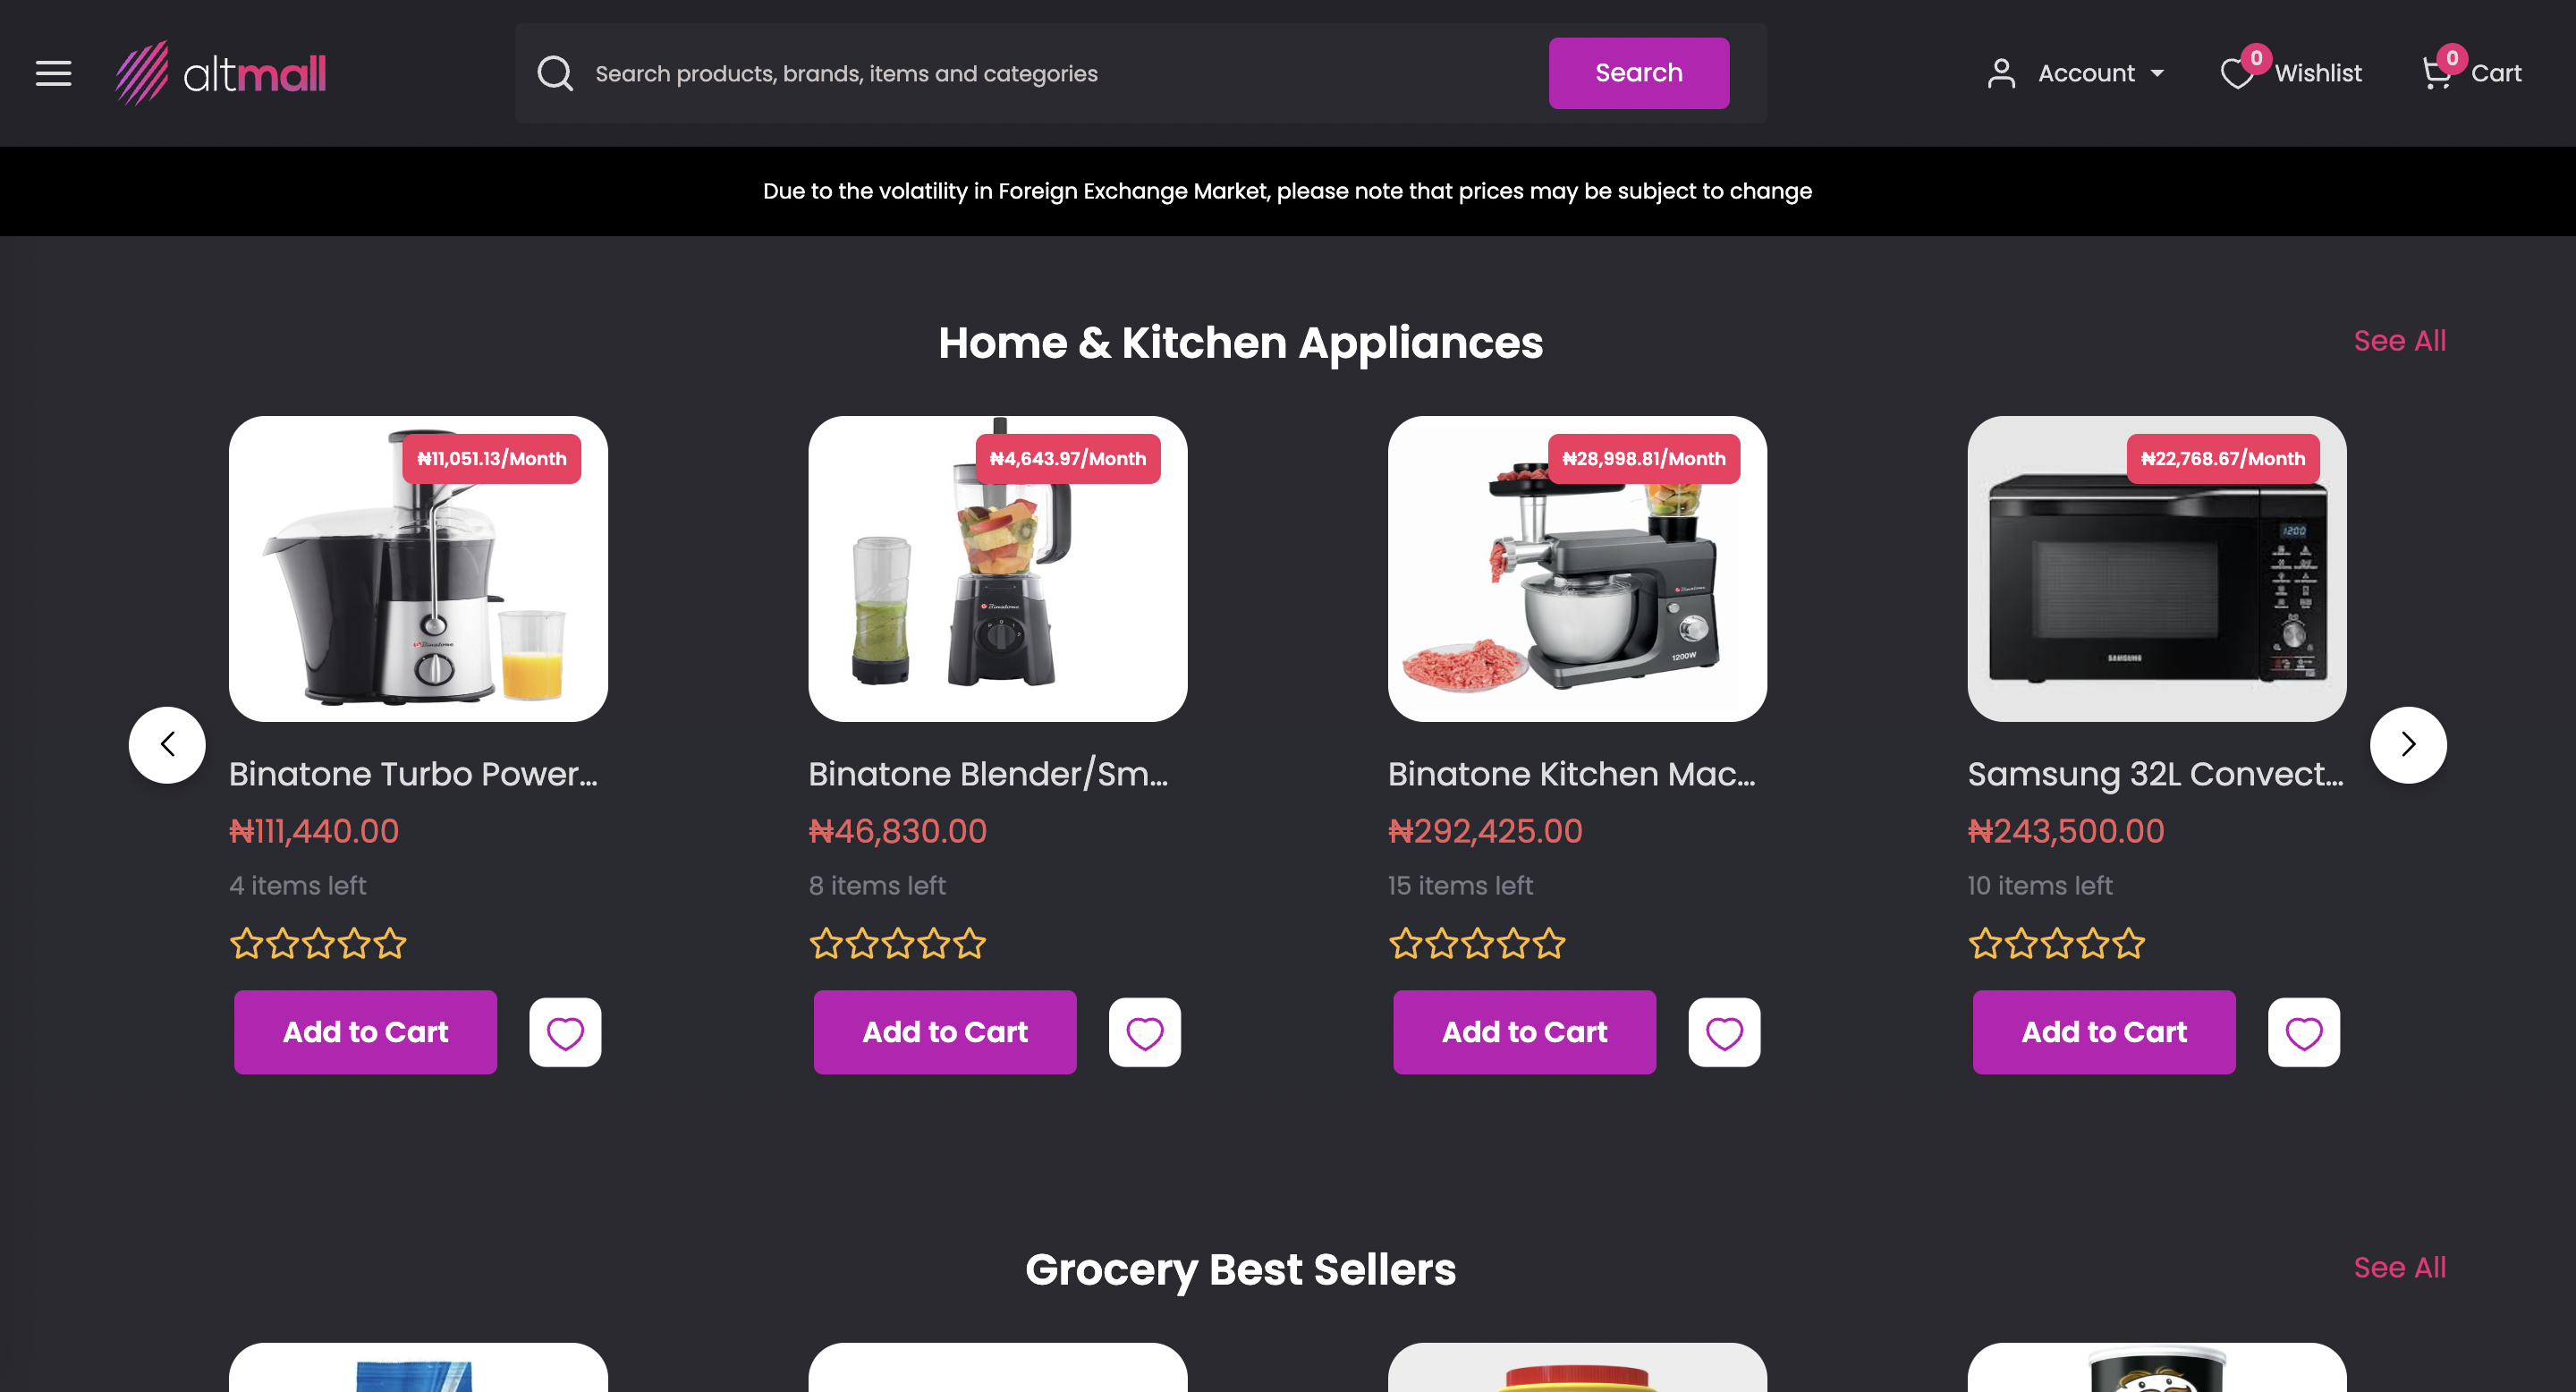 altmall
Search products, brands, items and categories
Search
Account
0
Wishlist
0
Cart
Due to the volatility in Foreign Exchange Market, please note that prices may be subject to change
Home & Kitchen Appliances
See All
₦11,051.13/Month
₦4,643.97/Month
₦28,998.81/Month
₦22,768.67/Month
Binatone
Binatone
1200W
12:00
SAMSUNG
Binatone Turbo Power...
Binatone Blender/Sm...
Binatone Kitchen Mac...
Samsung 32L Convect...
₦111,440.00
₦46,830.00
₦292,425.00
₦243,500.00
4 items left
8 items left
15 items left
10 items left
Add to Cart
Add to Cart
Add to Cart
Add to Cart
Grocery Best Sellers
See All